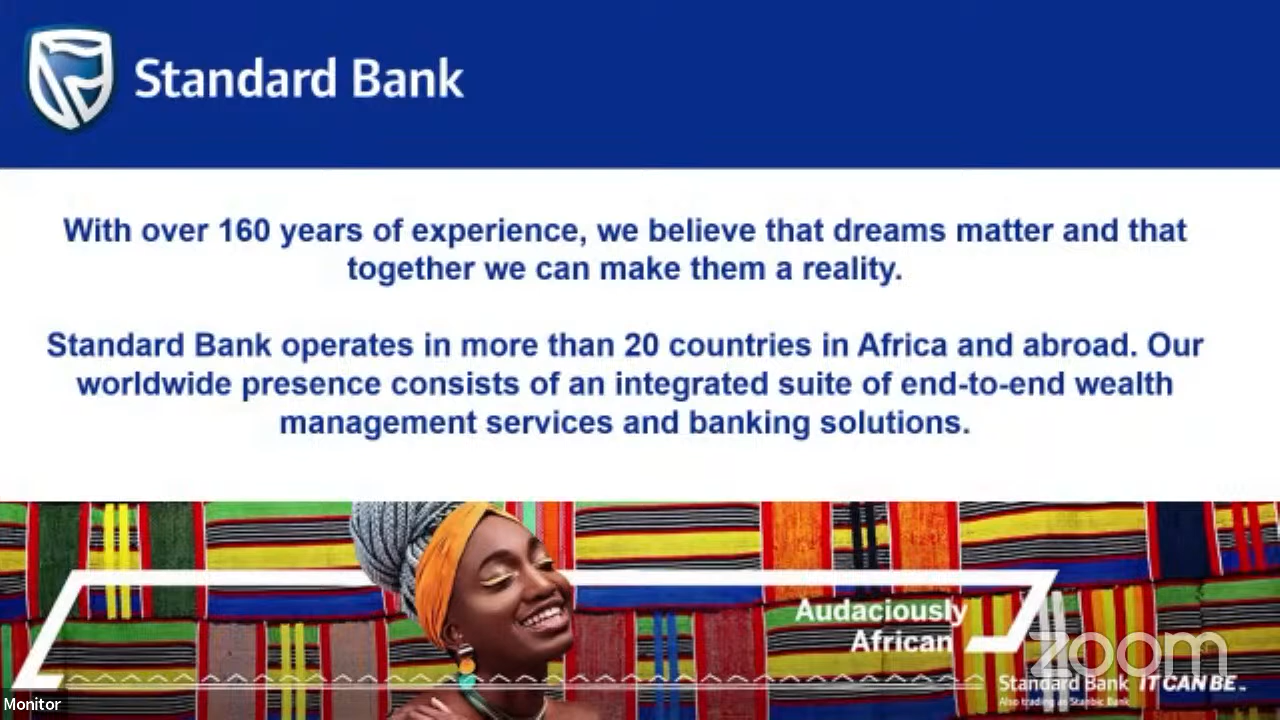 Standard Bank
With over 160 years of experience, we believe that dreams matter and that
together we can make them a reality.
Standard Bank operates in more than 20 countries in Africa and abroad. Our
worldwide presence consists of an integrated suite of end-to-end wealth
management services and banking solutions.
Audaciously
African
zoom
Standard Bank IT CAN BE™
Also trading as Stanbic Bank
Monitor